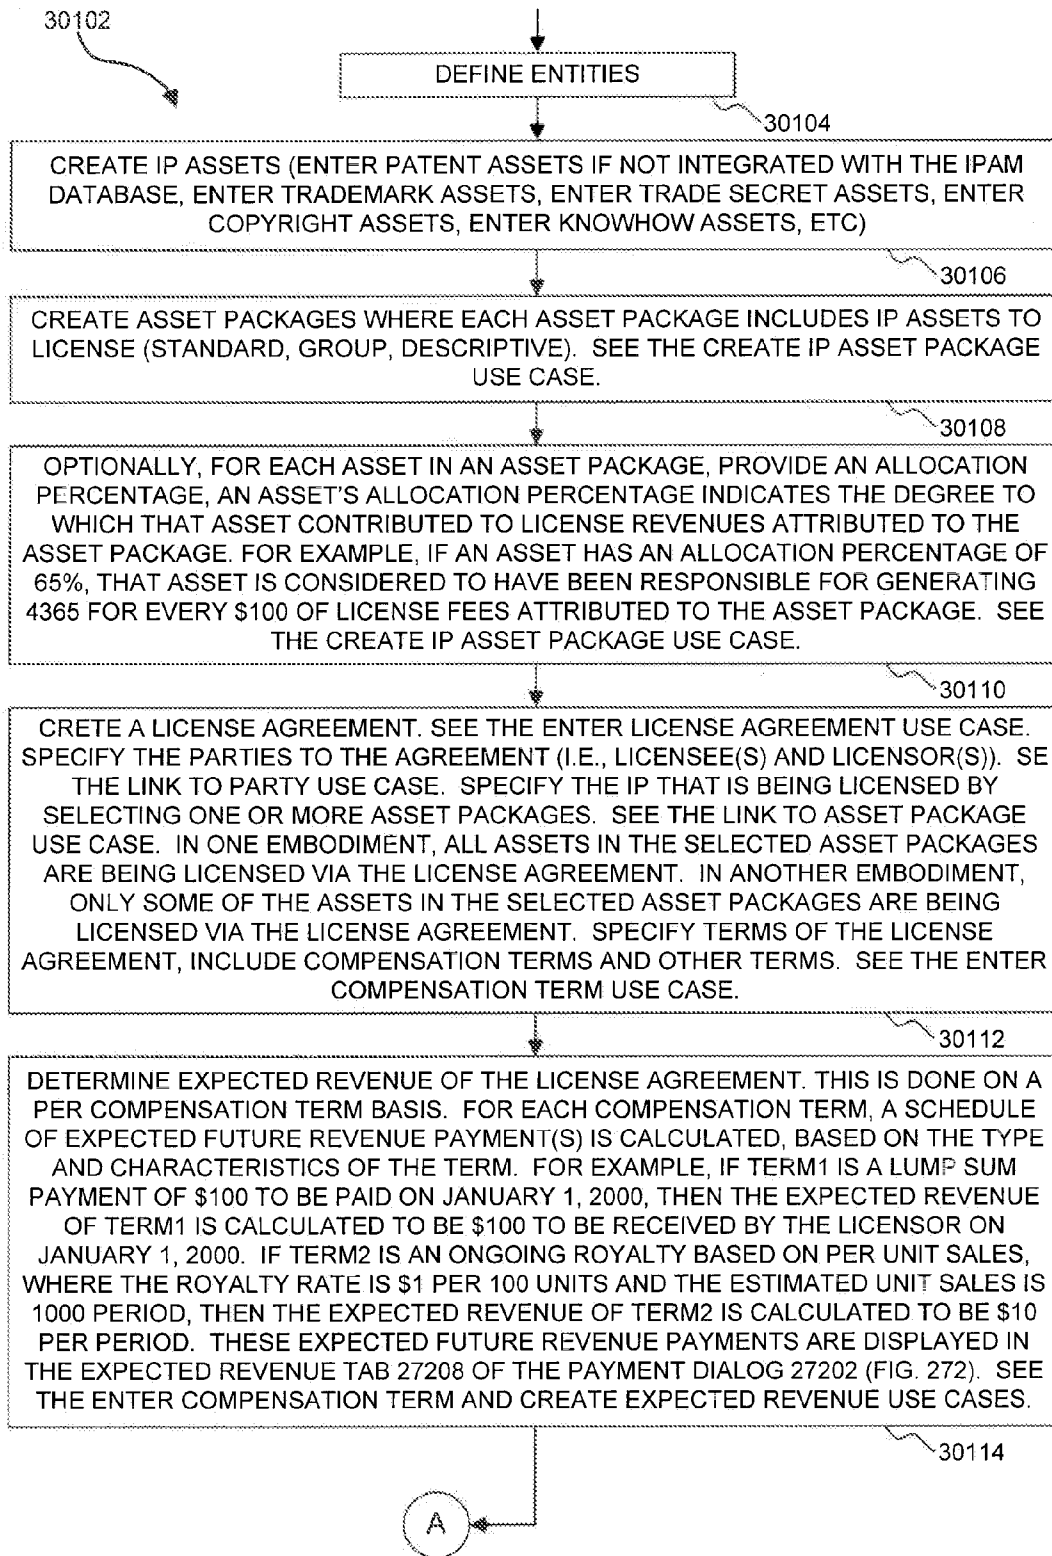 30102
DEFINE ENTITIES
30104
CREATE IP ASSETS (ENTER PATENT ASSETS IF NOT INTEGRATED WITH THE IPAM
DATABASE, ENTER TRADEMARK ASSETS, ENTER TRADE SECRET ASSETS, ENTER
COPYRIGHT ASSETS, ENTER KNOWHOW ASSETS, ETC)
30106
CREATE ASSET PACKAGES WHERE EACH ASSET PACKAGE INCLUDES IP ASSETS TO
LICENSE (STANDARD, GROUP, DESCRIPTIVE). SEE THE CREATE IP ASSET PACKAGE
USE CASE.
30108
OPTIONALLY, FOR EACH ASSET IN AN ASSET PACKAGE, PROVIDE AN ALLOCATION
PERCENTAGE, AN ASSET'S ALLOCATION PERCENTAGE INDICATES THE DEGREE TO
WHICH THAT ASSET CONTRIBUTED TO LICENSE REVENUES ATTRIBUTED TO THE
ASSET PACKAGE. FOR EXAMPLE, IF AN ASSET HAS AN ALLOCATION PERCENTAGE OF
65%, THAT ASSET IS CONSIDERED TO HAVE BEEN RESPONSIBLE FOR GENERATING
4365 FOR EVERY $100 OF LICENSE FEES ATTRIBUTED TO THE ASSET PACKAGE. SEE
THE CREATE IP ASSET PACKAGE USE CASE.
30110
CRETE A LICENSE AGREEMENT. SEE THE ENTER LICENSE AGREEMENT USE CASE.
SPECIFY THE PARTIES TO THE AGREEMENT (I.E., LICENSEE(S) AND LICENSOR(S)). SE
THE LINK TO PARTY USE CASE. SPECIFY THE IP THAT IS BEING LICENSED BY
SELECTING ONE OR MORE ASSET PACKAGES. SEE THE LINK TO ASSET PACKAGE
USE CASE. IN ONE EMBODIMENT, ALL ASSETS IN THE SELECTED ASSET PACKAGES
ARE BEING LICENSED VIA THE LICENSE AGREEMENT. IN ANOTHER EMBODIMENT,
ONLY SOME OF THE ASSETS IN THE SELECTED ASSET PACKAGES ARE BEING
LICENSED VIA THE LICENSE AGREEMENT. SPECIFY TERMS OF THE LICENSE
AGREEMENT, INCLUDE COMPENSATION TERMS AND OTHER TERMS. SEE THE ENTER
COMPENSATION TERM USE CASE.
30112
DETERMINE EXPECTED REVENUE OF THE LICENSE AGREEMENT. THIS IS DONE ON A
PER COMPENSATION TERM BASIS. FOR EACH COMPENSATION TERM, A SCHEDULE
OF EXPECTED FUTURE REVENUE PAYMENT(S) IS CALCULATED, BASED ON THE TYPE
AND CHARACTERISTICS OF THE TERM. FOR EXAMPLE, IF TERM1 IS A LUMP SUM
PAYMENT OF $100 TO BE PAID ON JANUARY 1, 2000, THEN THE EXPECTED REVENUE
OF TERM1 IS CALCULATED TO BE $100 TO BE RECEIVED BY THE LICENSOR ON
JANUARY 1, 2000. IF TERM2 IS AN ONGOING ROYALTY BASED ON PER UNIT SALES,
WHERE THE ROYALTY RATE IS $1 PER 100 UNITS AND THE ESTIMATED UNIT SALES IS
1000 PERIOD, THEN THE EXPECTED REVENUE OF TERM2 IS CALCULATED TO BE $10
PER PERIOD. THESE EXPECTED FUTURE REVENUE PAYMENTS ARE DISPLAYED IN
THE EXPECTED REVENUE TAB 27208 OF THE PAYMENT DIALOG 27202 (FIG. 272). SEE
THE ENTER COMPENSATION TERM AND CREATE EXPECTED REVENUE USE CASES.
30114
A